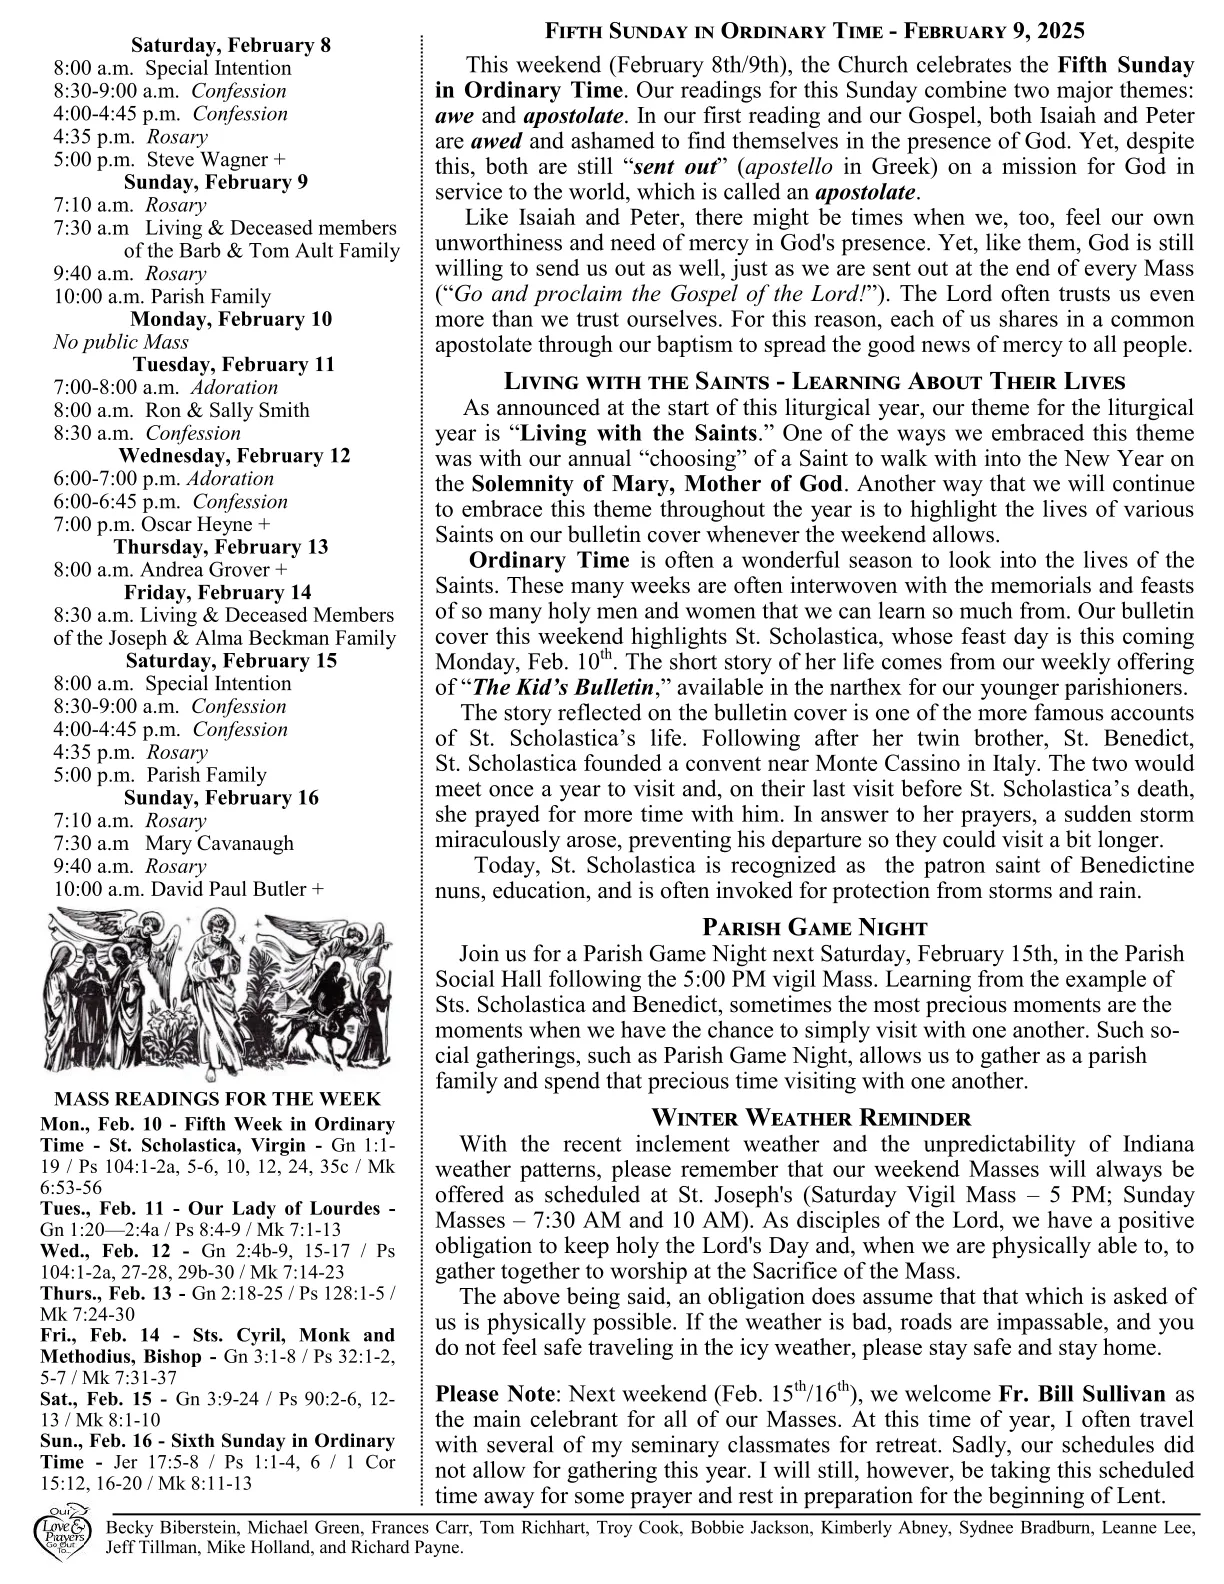 Saturday, February 8
8:00 a.m.  Special Intention
8:30-9:00 a.m.  Confession
4:00-4:45 p.m.  Confession
4:35 p.m.  Rosary
5:00 p.m.  Steve Wagner +
Sunday, February 9
7:10 a.m.  Rosary
7:30 a.m   Living & Deceased members
of the Barb & Tom Ault Family
9:40 a.m.  Rosary
10:00 a.m. Parish Family
Monday, February 10
No public Mass
Tuesday, February 11
7:00-8:00 a.m.  Adoration
8:00 a.m.  Ron & Sally Smith
8:30 a.m.  Confession
Wednesday, February 12
6:00-7:00 p.m. Adoration
6:00-6:45 p.m.  Confession
7:00 p.m. Oscar Heyne +
Thursday, February 13
8:00 a.m. Andrea Grover +
Friday, February 14
8:30 a.m. Living & Deceased Members
of the Joseph & Alma Beckman Family
Saturday, February 15
8:00 a.m.  Special Intention
8:30-9:00 a.m.  Confession
4:00-4:45 p.m.  Confession
4:35 p.m.  Rosary
5:00 p.m.  Parish Family
Sunday, February 16
7:10 a.m.  Rosary
7:30 a.m   Mary Cavanaugh
9:40 a.m.  Rosary
10:00 a.m. David Paul Butler +
MASS READINGS FOR THE WEEK
Mon., Feb. 10 - Fifth Week in Ordinary
Time - St. Scholastica, Virgin - Gn 1:1-
19 / Ps 104:1-2a, 5-6, 10, 12, 24, 35c / Mk
6:53-56
Tues., Feb. 11 - Our Lady of Lourdes -
Gn 1:20—2:4a / Ps 8:4-9 / Mk 7:1-13
Wed., Feb. 12 - Gn 2:4b-9, 15-17 / Ps
104:1-2a, 27-28, 29b-30 / Mk 7:14-23
Thurs., Feb. 13 - Gn 2:18-25 / Ps 128:1-5 /
Mk 7:24-30
Fri., Feb. 14 - Sts. Cyril, Monk and
Methodius, Bishop - Gn 3:1-8 / Ps 32:1-2,
5-7 / Mk 7:31-37
Sat., Feb. 15 - Gn 3:9-24 / Ps 90:2-6, 12-
13 / Mk 8:1-10
Sun., Feb. 16 - Sixth Sunday in Ordinary
Time - Jer 17:5-8 / Ps 1:1-4, 6 / 1 Cor
15:12, 16-20 / Mk 8:11-13
FIFTH SUNDAY IN ORDINARY TIME - FEBRUARY 9, 2025
This weekend (February 8th/9th), the Church celebrates the Fifth Sunday
in Ordinary Time. Our readings for this Sunday combine two major themes:
awe and apostolate. In our first reading and our Gospel, both Isaiah and Peter
are awed and ashamed to find themselves in the presence of God. Yet, despite
this, both are still “sent out” (apostello in Greek) on a mission for God in
service to the world, which is called an apostolate.
Like Isaiah and Peter, there might be times when we, too, feel our own
unworthiness and need of mercy in God's presence. Yet, like them, God is still
willing to send us out as well, just as we are sent out at the end of every Mass
(“Go and proclaim the Gospel of the Lord!”). The Lord often trusts us even
more than we trust ourselves. For this reason, each of us shares in a common
apostolate through our baptism to spread the good news of mercy to all people.
LIVING WITH THE SAINTS - LEARNING ABOUT THEIR LIVES
As announced at the start of this liturgical year, our theme for the liturgical
year is “Living with the Saints.” One of the ways we embraced this theme
was with our annual “choosing” of a Saint to walk with into the New Year on
the Solemnity of Mary, Mother of God. Another way that we will continue
to embrace this theme throughout the year is to highlight the lives of various
Saints on our bulletin cover whenever the weekend allows.
Ordinary Time is often a wonderful season to look into the lives of the
Saints. These many weeks are often interwoven with the memorials and feasts
of so many holy men and women that we can learn so much from. Our bulletin
cover this weekend highlights St. Scholastica, whose feast day is this coming
Monday, Feb. 10th. The short story of her life comes from our weekly offering
of “The Kid’s Bulletin,” available in the narthex for our younger parishioners.
The story reflected on the bulletin cover is one of the more famous accounts
of St. Scholastica’s life. Following after her twin brother, St. Benedict,
St. Scholastica founded a convent near Monte Cassino in Italy. The two would
meet once a year to visit and, on their last visit before St. Scholastica’s death,
she prayed for more time with him. In answer to her prayers, a sudden storm
miraculously arose, preventing his departure so they could visit a bit longer.
Today, St. Scholastica is recognized as  the patron saint of Benedictine
nuns, education, and is often invoked for protection from storms and rain.
PARISH GAME NIGHT
Join us for a Parish Game Night next Saturday, February 15th, in the Parish
Social Hall following the 5:00 PM vigil Mass. Learning from the example of
Sts. Scholastica and Benedict, sometimes the most precious moments are the
moments when we have the chance to simply visit with one another. Such so-
cial gatherings, such as Parish Game Night, allows us to gather as a parish
family and spend that precious time visiting with one another.
WINTER WEATHER REMINDER
With the recent inclement weather and the unpredictability of Indiana
weather patterns, please remember that our weekend Masses will always be
offered as scheduled at St. Joseph's (Saturday Vigil Mass – 5 PM; Sunday
Masses – 7:30 AM and 10 AM). As disciples of the Lord, we have a positive
obligation to keep holy the Lord's Day and, when we are physically able to, to
gather together to worship at the Sacrifice of the Mass.
The above being said, an obligation does assume that that which is asked of
us is physically possible. If the weather is bad, roads are impassable, and you
do not feel safe traveling in the icy weather, please stay safe and stay home.
Please Note: Next weekend (Feb. 15th/16th), we welcome Fr. Bill Sullivan as
the main celebrant for all of our Masses. At this time of year, I often travel
with several of my seminary classmates for retreat. Sadly, our schedules did
not allow for gathering this year. I will still, however, be taking this scheduled
time away for some prayer and rest in preparation for the beginning of Lent.
Our
Love &
Prayers
Go Out
To...
Becky Biberstein, Michael Green, Frances Carr, Tom Richhart, Troy Cook, Bobbie Jackson, Kimberly Abney, Sydnee Bradburn, Leanne Lee,
Jeff Tillman, Mike Holland, and Richard Payne.